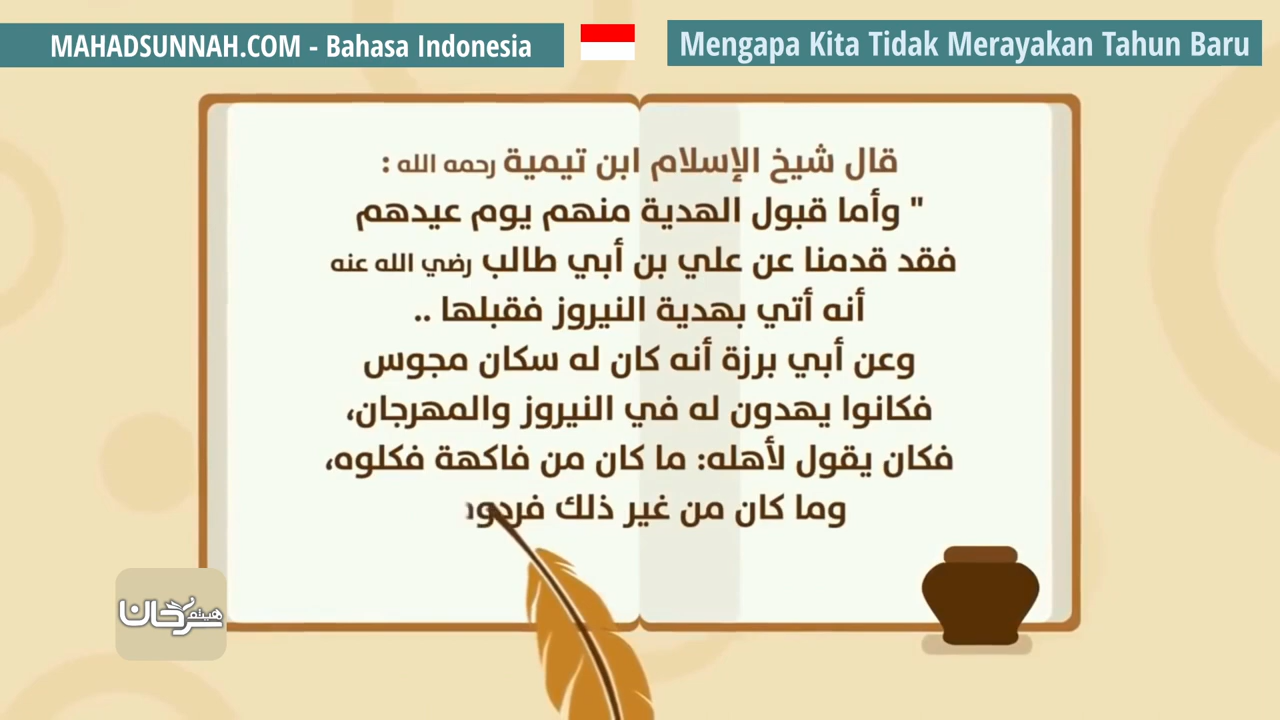 MAHADSUNNAH.COM - Bahasa Indonesia
Mengapa Kita Tidak Merayakan Tahun Baru
قال شيخ الإسلام ابن تيمية رحمه الله :
" وأما قبول الهدية منهم يوم عيدهم
فقد قدمنا عن علي بن أبي طالب رضي الله عنه
أنه أتي بهدية النيروز فقبلها ..
وعن أبي برزة أنه كان له سكان مجوس
فكانوا يهدون له في النيروز والمهرجان،
فكان يقول لأهله: ما كان من فاكهة فكلوه،
وما كان من غير ذلك فردوه
هيثم سرحان